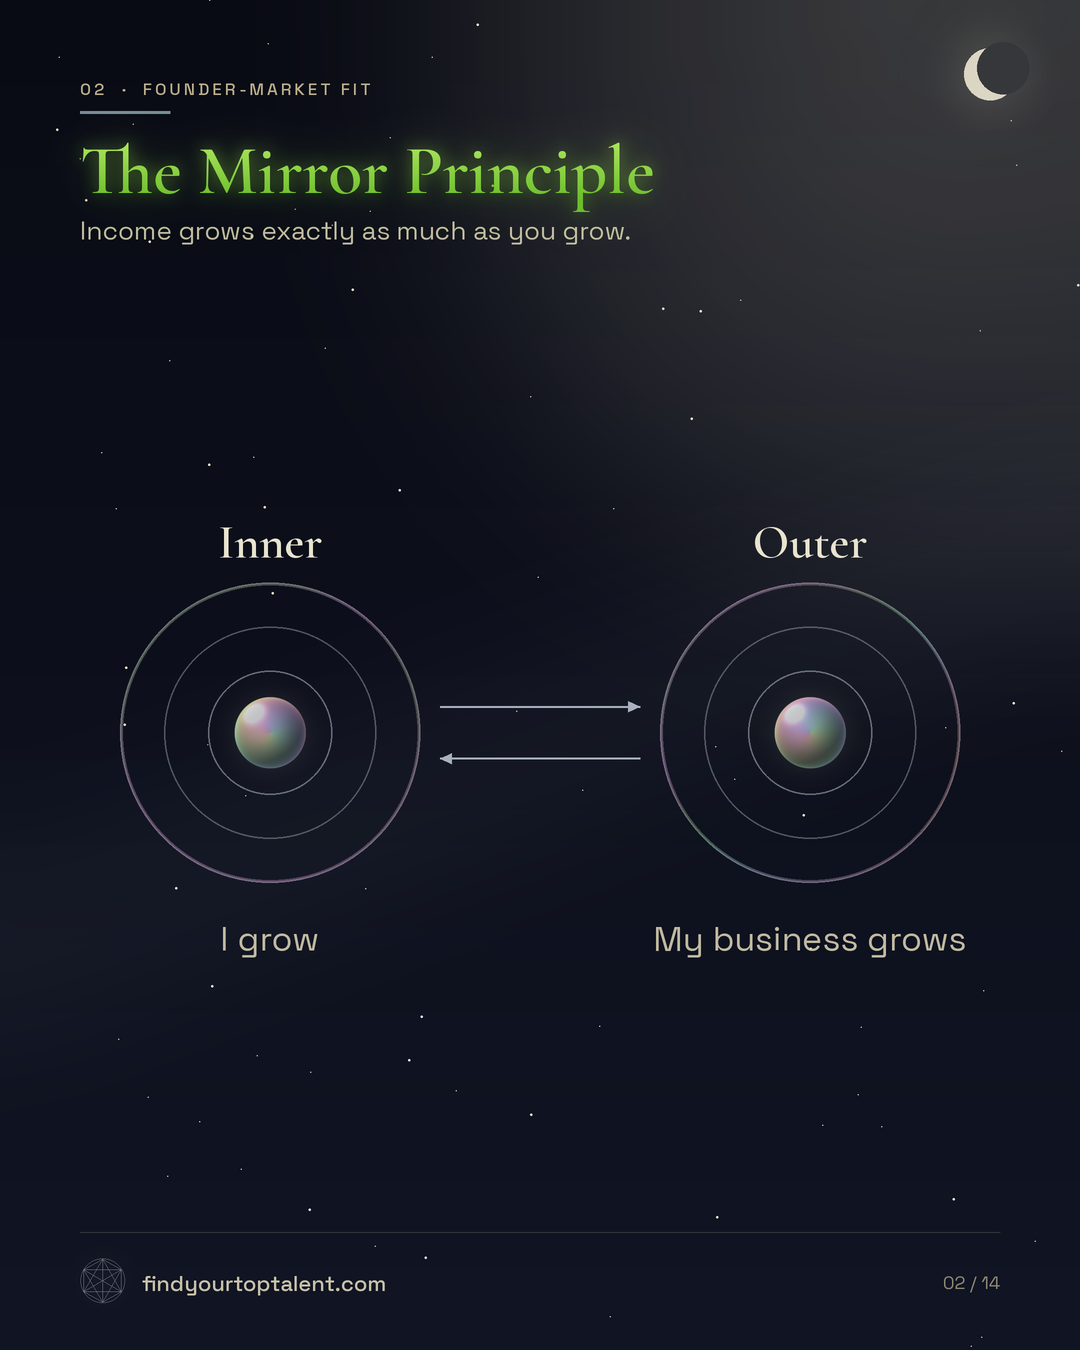 02 · FOUNDER-MARKET FIT
The Mirror Principle
Income grows exactly as much as you grow.
Inner
Outer
I grow
My business grows
findyourtoptalent.com
02 / 14